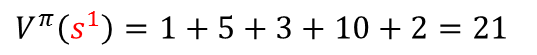 V^π(s^1) = 1 + 5 + 3 + 10 + 2 = 21